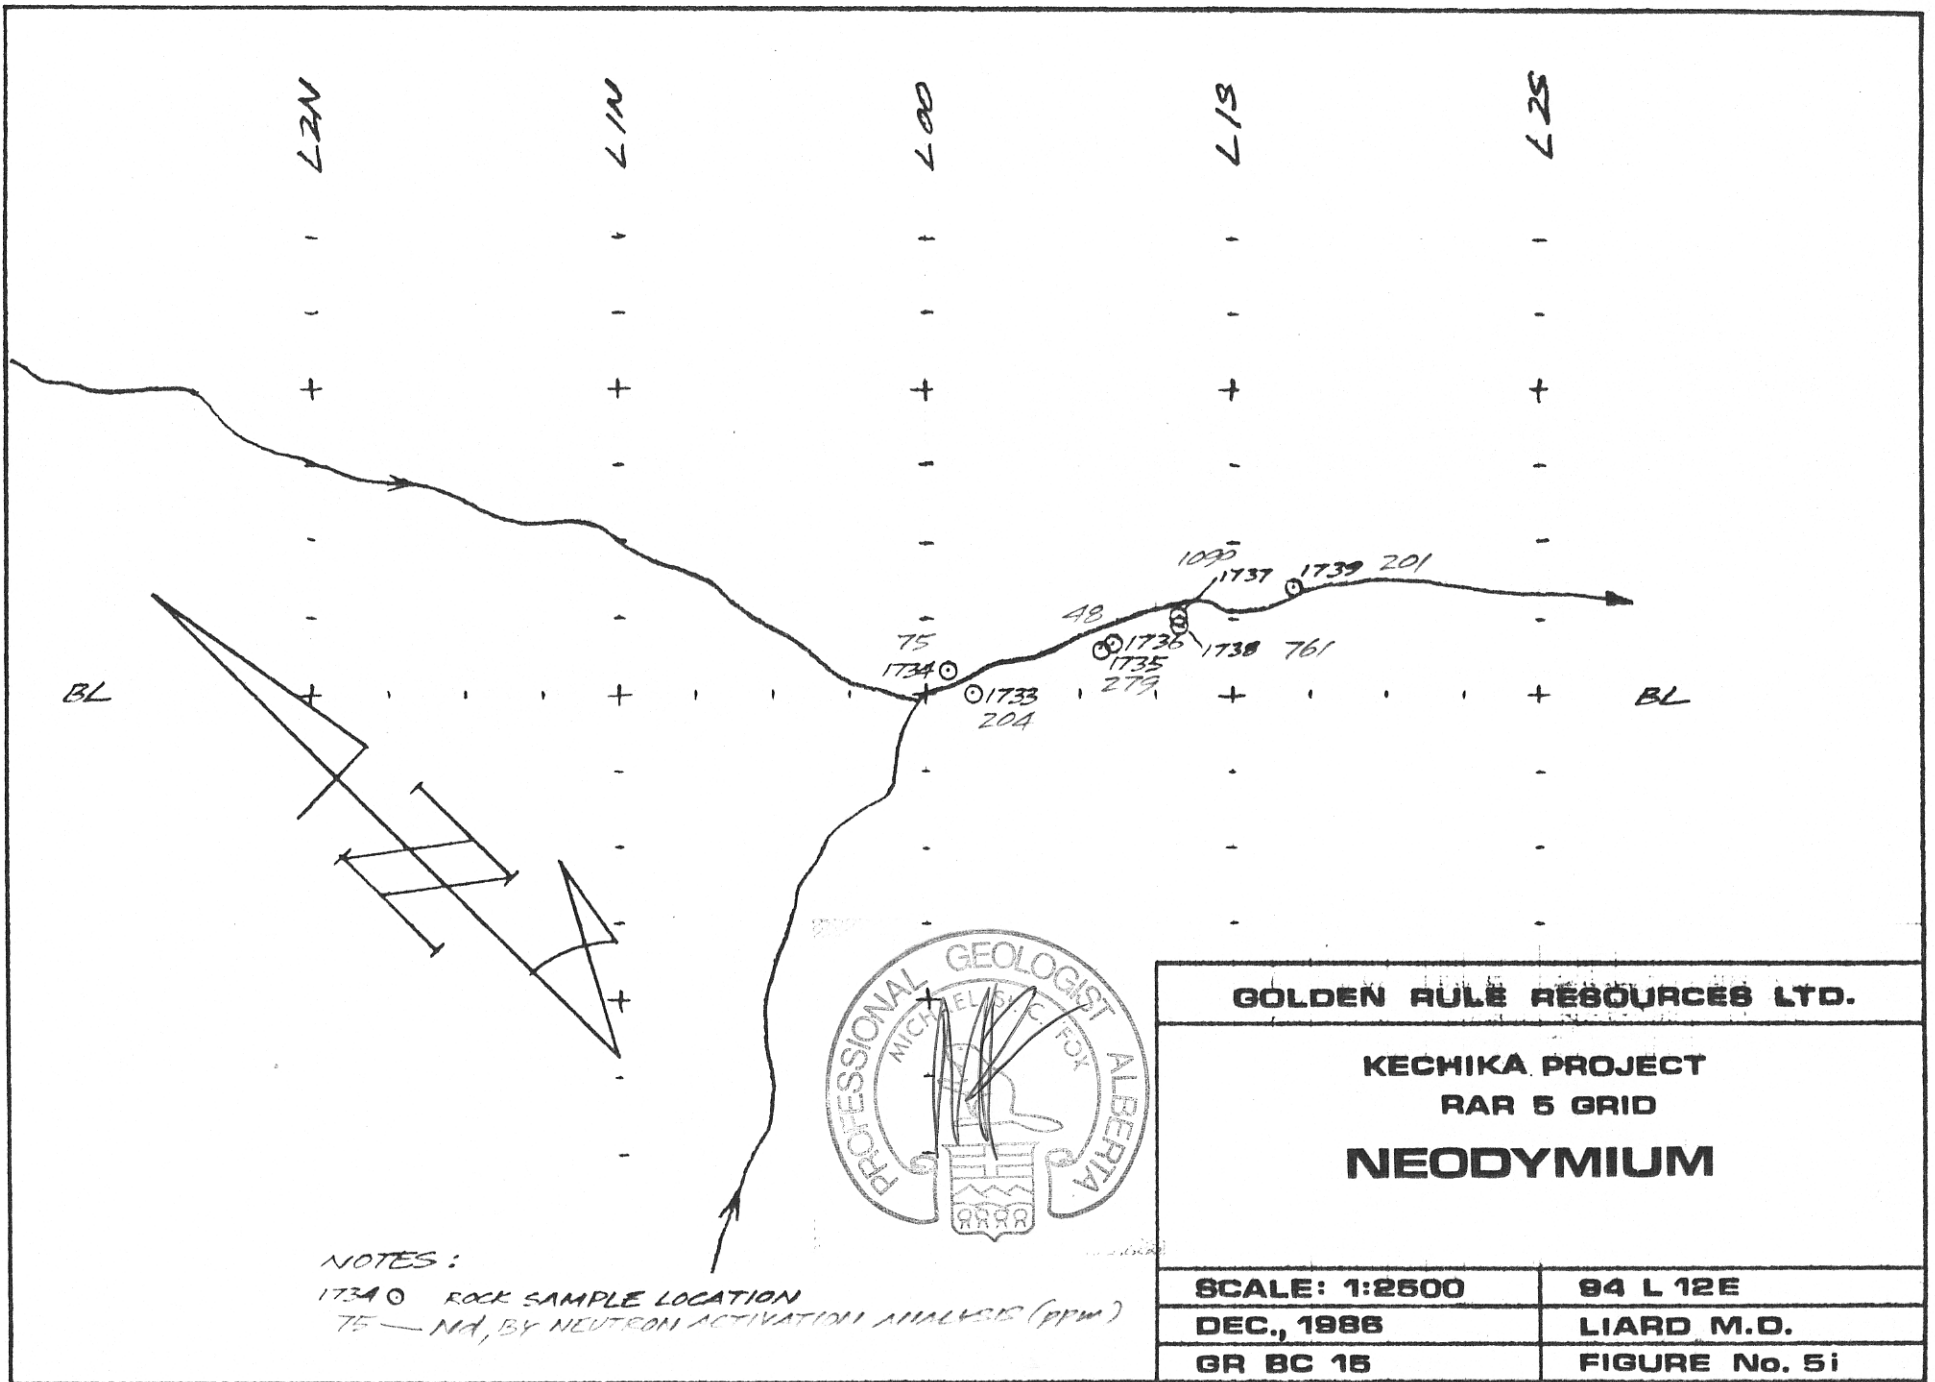 L2N
L1N
L00
L1S
L2S
1090
1737
1739 201
48
75
1736
1738 761
1734
1735
279
1733
204
BL
BL
PROFESSIONAL GEOLOGIST ALBERTA
MICHAEL ST. C. FOX
NOTES:
1734 ROCK SAMPLE LOCATION
75 — Nd, BY NEUTRON ACTIVATION ANALYSIS (ppm)
GOLDEN RULE RESOURCES LTD.
KECHIKA PROJECT
RAR 5 GRID
NEODYMIUM
SCALE: 1:2500
94 L 12E
DEC., 1986
LIARD M.D.
GR BC 15
FIGURE No. 5i